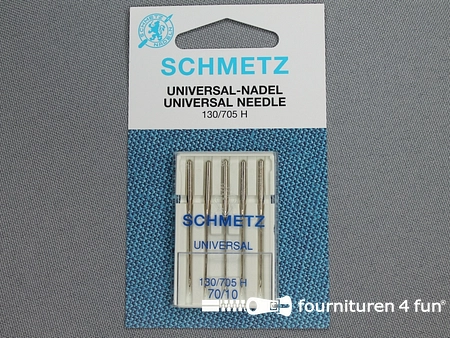 SCHMETZ
UNIVERSAL-NADEL
UNIVERSAL NEEDLE
130/705 H
SCHMETZ
UNIVERSAL
130/705 H
70/10
fournituren 4 fun®